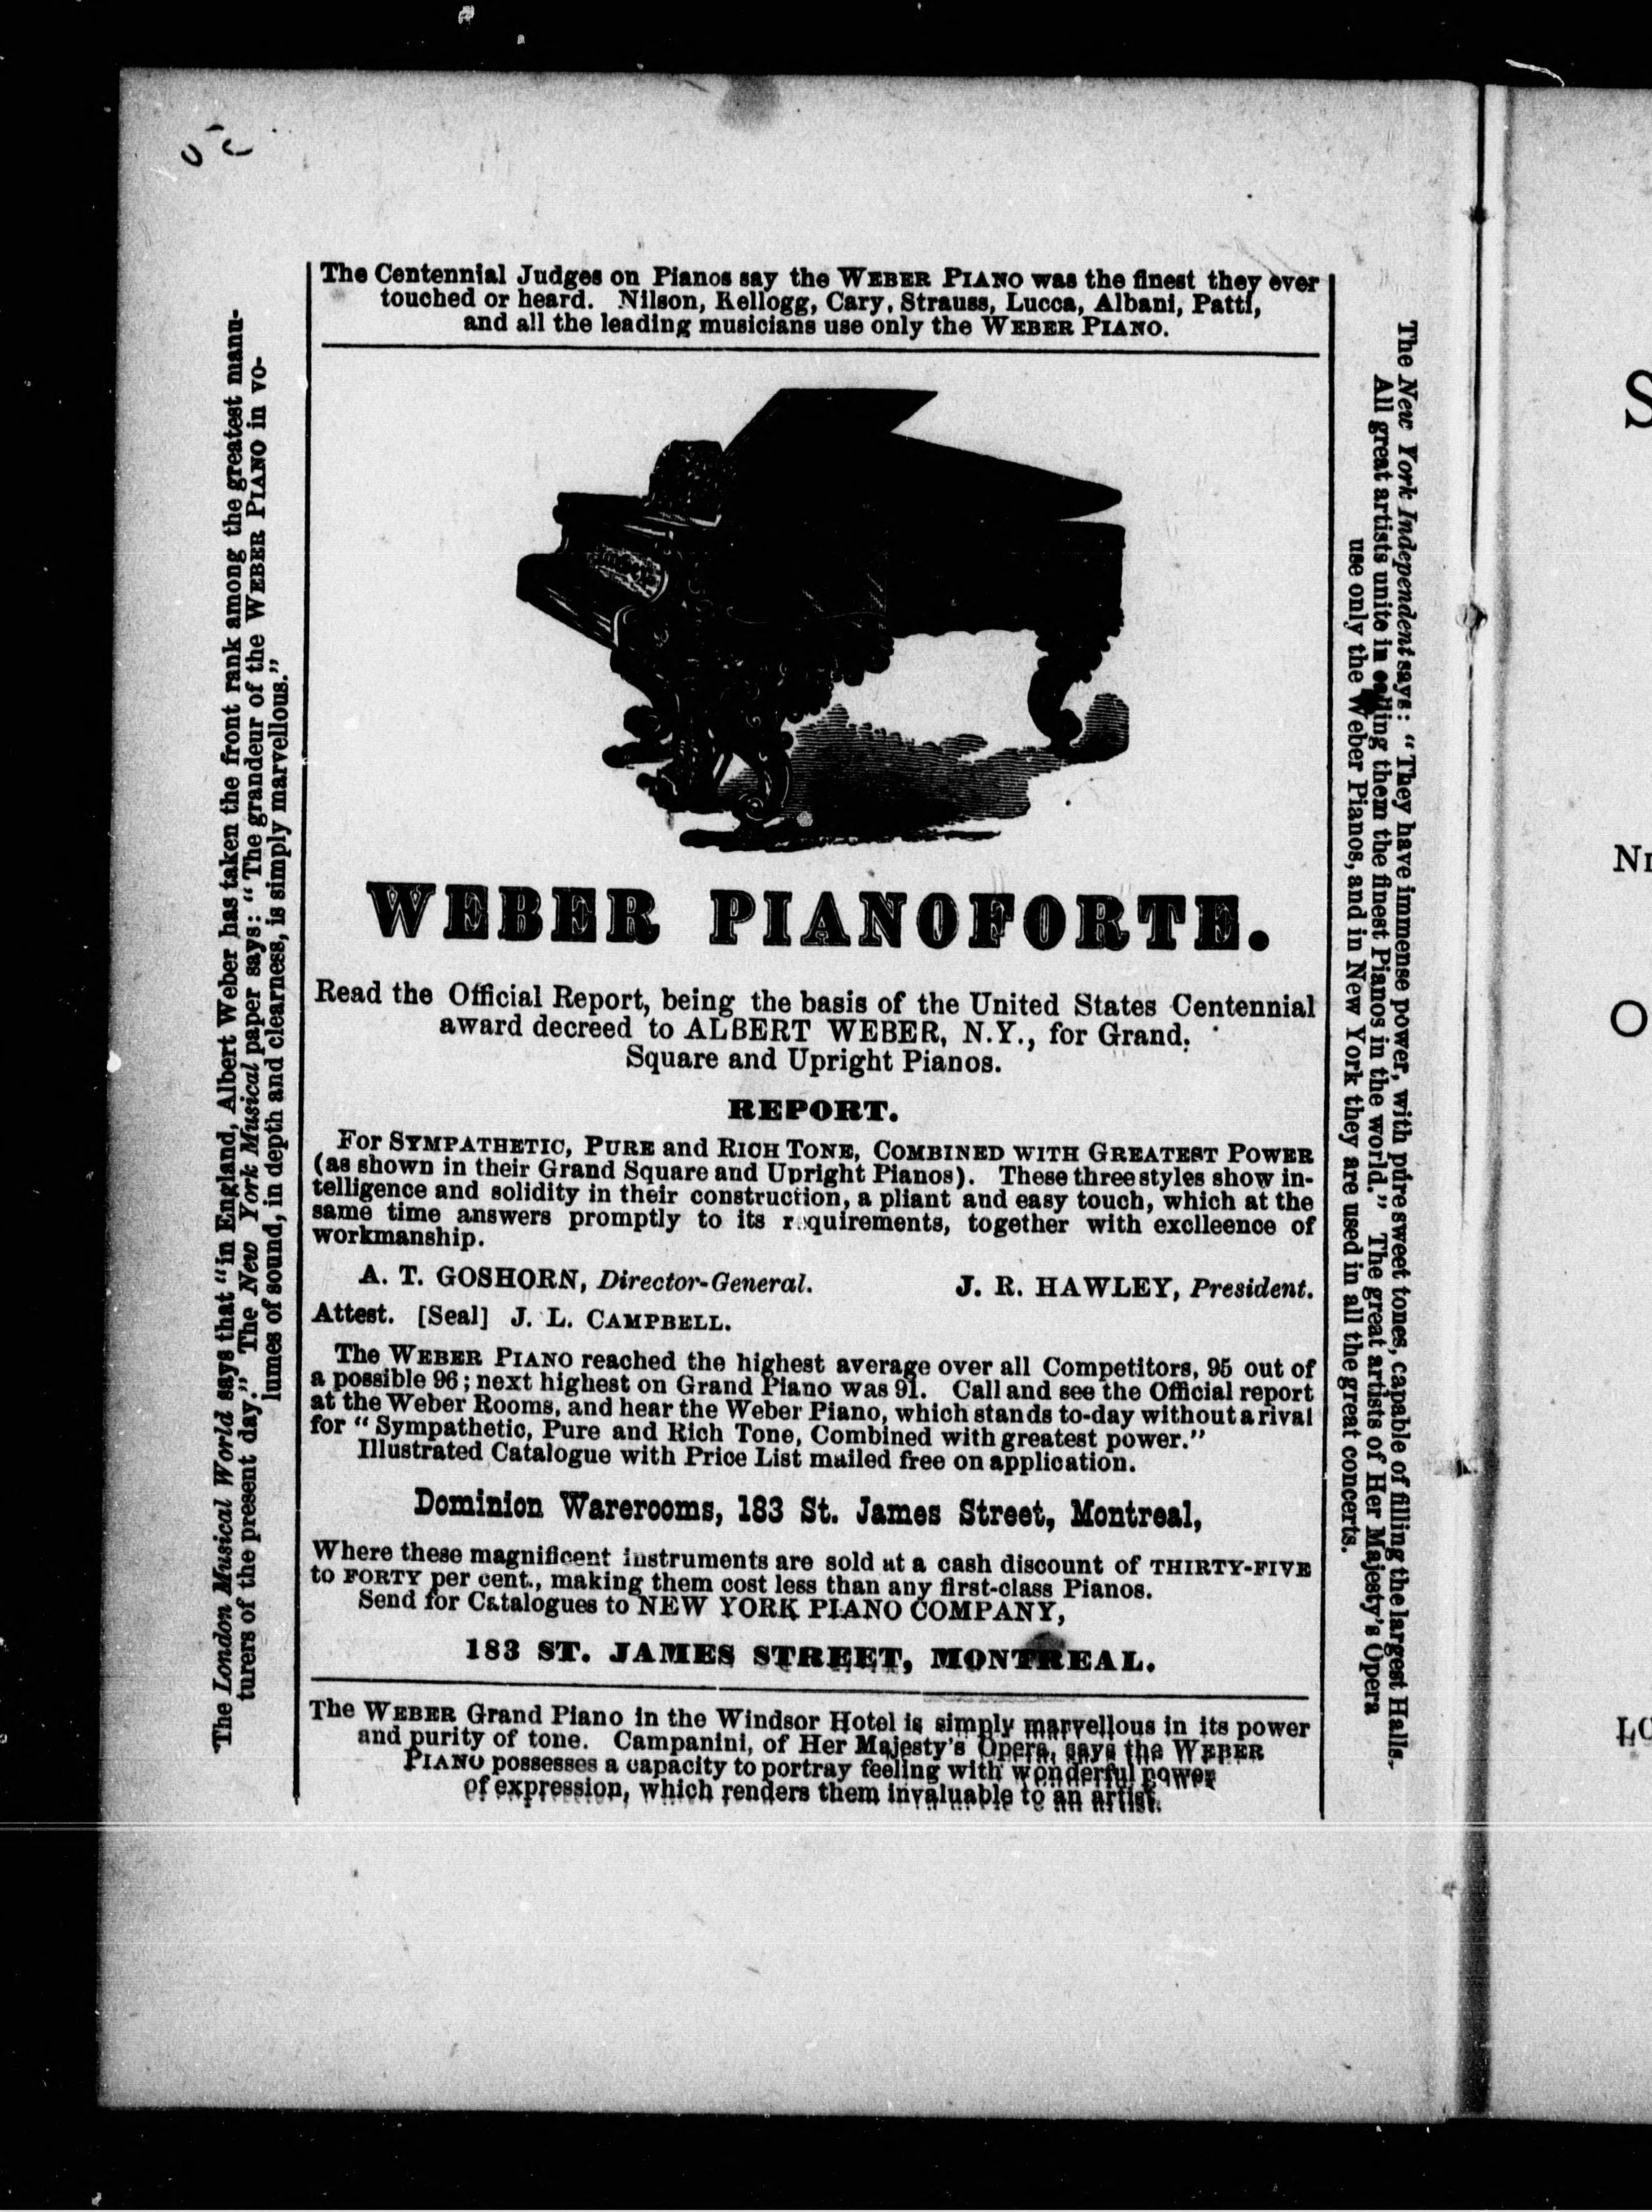 The Centennial Judges on Pianos say the WEBER PIANO was the finest they ever
touched or heard. Nilson, Kellogg, Cary, Strauss, Lucca, Albani, Patti,
and all the leading musicians use only the WEBER PIANO.
The London Musical World says that "in England, Albert Weber has taken the front rank among the greatest manu-
turers of the present day." The New York Musical paper says: "The grandeur of the WEBER PIANO in vo-
lumes of sound, in depth and clearness, is simply marvellous."
WEBER PIANOFORTE.
Read the Official Report, being the basis of the United States Centennial
award decreed to ALBERT WEBER, N.Y., for Grand,
Square and Upright Pianos.
REPORT.
For SYMPATHETIC, PURE and RICH TONE, COMBINED WITH GREATEST POWER
(as shown in their Grand Square and Upright Pianos). These three styles show in-
telligence and solidity in their construction, a pliant and easy touch, which at the
same time answers promptly to its requirements, together with exclleence of
workmanship.
A. T. GOSHORN, Director-General. J. R. HAWLEY, President.
Attest. [Seal] J. L. CAMPBELL.
The WEBER PIANO reached the highest average over all Competitors, 95 out of
a possible 96; next highest on Grand Piano was 91. Call and see the Official report
at the Weber Rooms, and hear the Weber Piano, which stands to-day without a rival
for "Sympathetic, Pure and Rich Tone, Combined with greatest power."
Illustrated Catalogue with Price List mailed free on application.
Dominion Warerooms, 183 St. James Street, Montreal,
Where these magnificent instruments are sold at a cash discount of THIRTY-FIVE
to FORTY per cent., making them cost less than any first-class Pianos.
Send for Catalogues to NEW YORK PIANO COMPANY,
183 ST. JAMES STREET, MONTREAL.
The WEBER Grand Piano in the Windsor Hotel is simply marvellous in its power
and purity of tone. Campanini, of Her Majesty's Opera, says the WEBER
PIANO possesses a capacity to portray feeling with wonderful power
of expression, which renders them invaluable to an artist.
The New York Independent says: "They have immense power, with pure sweet tones, capable of filling the largest Halls.
All great artists unite in calling them the finest Pianos in the world." The great artists of Her Majesty's Opera
use only the Weber Pianos, and in New York they are used in all the great concerts.
S
NI
O
LO